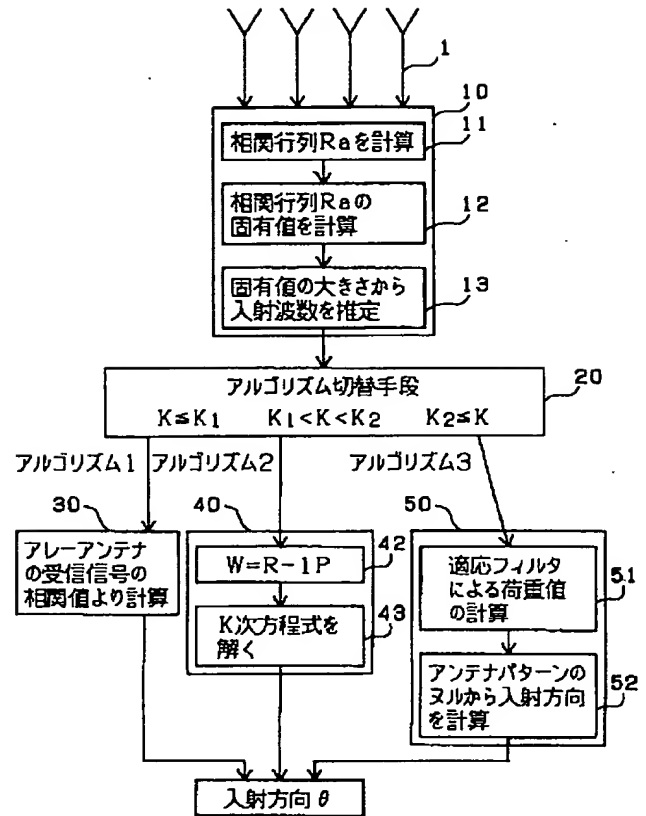 1
10
11
相関行列Raを計算
12
相関行列Raの
固有値を計算
13
固有値の大きさから
入射波数を推定
20
アルゴリズム切替手段
K≦K1 K1<K<K2 K2≦K
アルゴリズム1 アルゴリズム2 アルゴリズム3
30
アレーアンテナ
の受信信号の
相関値より計算
40
42
W=R-1P
43
K次方程式を
解く
50
51
適応フィルタ
による荷重値
の計算
52
アンテナパターンの
ヌルから入射方向
を計算
入射方向θ